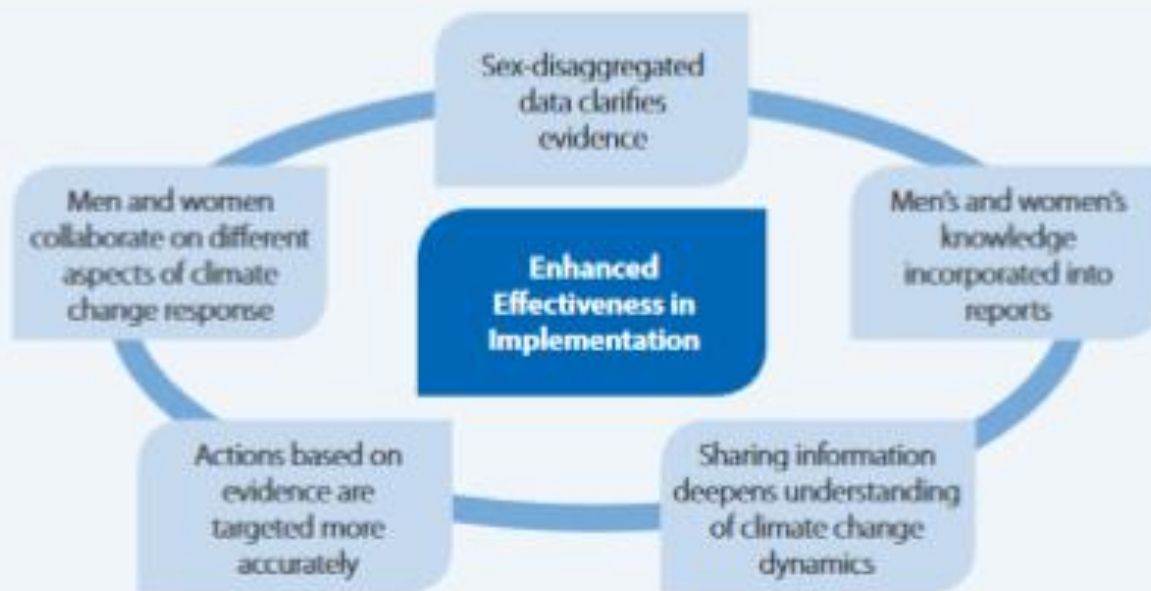 Sex-disaggregated
data clarifies
evidence
Men and women
collaborate on different
aspects of climate
change response
Enhanced
Effectiveness in
Implementation
Men's and women's
knowledge
incorporated into
reports
Actions based on
evidence are
targeted more
accurately
Sharing information
deepens understanding
of climate change
dynamics